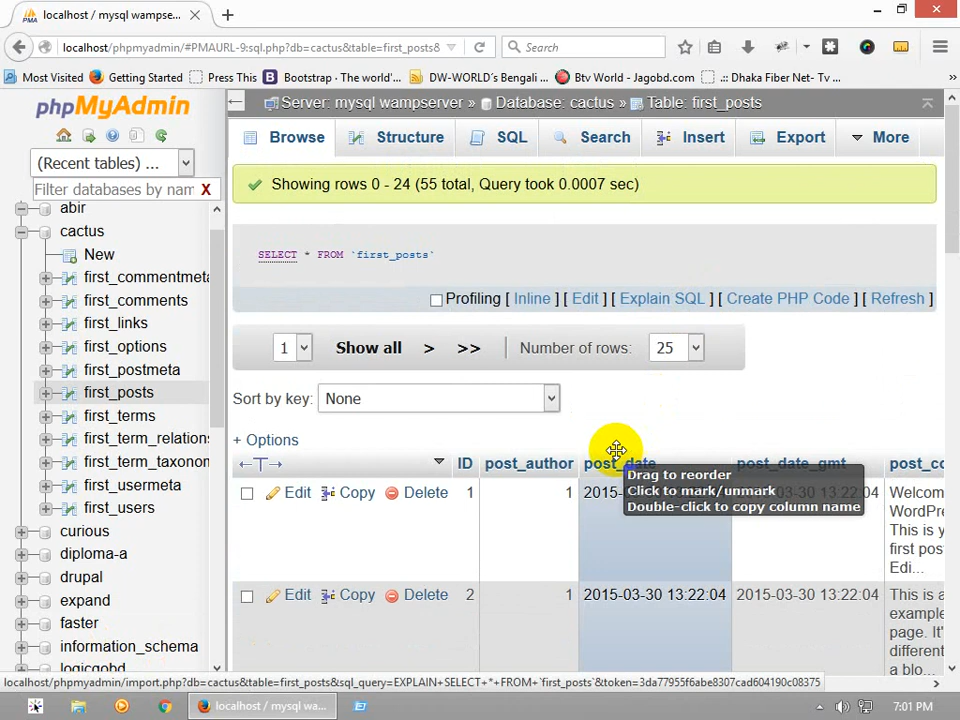 localhost / mysql wampse...
localhost/phpmyadmin/#PMAURL-9:sql.php?db=cactus&table=first_posts&
Search
Most Visited Getting Started Press This Bootstrap · The world'... DW-WORLD´s Bengali ... Btv World - Jagobd.com .:: Dhaka Fiber Net- Tv ... »
phpMyAdmin
(Recent tables) ...
Filter databases by nam X
abir
cactus
New
first_commentmeta
first_comments
first_links
first_options
first_postmeta
first_posts
first_terms
first_term_relation
first_term_taxonon
first_usermeta
first_users
curious
diploma-a
drupal
expand
faster
information_schema
logicgobd
Server: mysql wampserver » Database: cactus » Table: first_posts
Browse Structure SQL Search Insert Export More
Showing rows 0 - 24 (55 total, Query took 0.0007 sec)
SELECT * FROM `first_posts`
Profiling [ Inline ] [ Edit ] [ Explain SQL ] [ Create PHP Code ] [ Refresh ]
1 Show all > >> Number of rows: 25
Sort by key: None
+ Options
←T→ ID post_author post_date post_date_gmt post_co
Drag to reorder
Click to mark/unmark
Double-click to copy column name
Edit Copy Delete 1 1 2015-03-30 13:22:04 Welcom
WordPre
This is y
first pos
Edi...
Edit Copy Delete 2 1 2015-03-30 13:22:04 2015-03-30 13:22:04 This is a
example
page. It'
different
a blo...
localhost/phpmyadmin/import.php?db=cactus&table=first_posts&sql_query=EXPLAIN+SELECT+*+FROM+`first_posts`&token=3da77955f6abe8307cad604190c08375
localhost / mysql wa...
7:01 PM